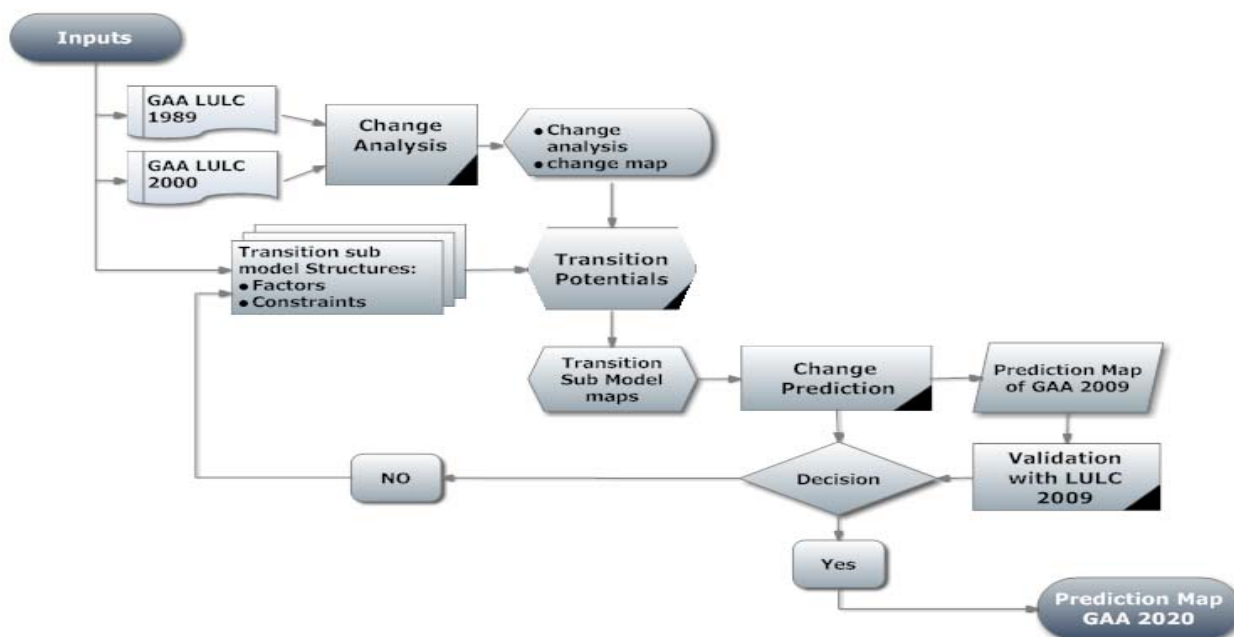 Inputs
GAA LULC
1989
GAA LULC
2000
Change
Analysis
• Change
analysis
• change map
Transition sub
model Structures:
• Factors
• Constraints
Transition
Potentials
Transition
Sub Model
maps
Change
Prediction
Prediction Map
of GAA 2009
Validation
with LULC
2009
Decision
NO
Yes
Prediction Map
GAA 2020